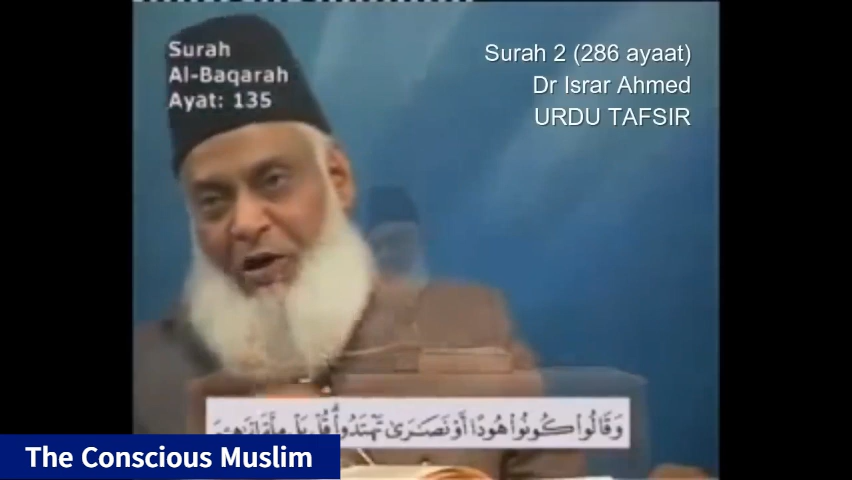 Surah
Al-Baqarah
Ayat: 135
Surah 2 (286 ayaat)
Dr Israr Ahmed
URDU TAFSIR
وَقَالُوا۟ كُونُوا۟ هُودًا أَوْ نَصَـٰرَىٰ تَهْتَدُوا۟ قُلْ بَلْ مِلَّةَ
The Conscious Muslim